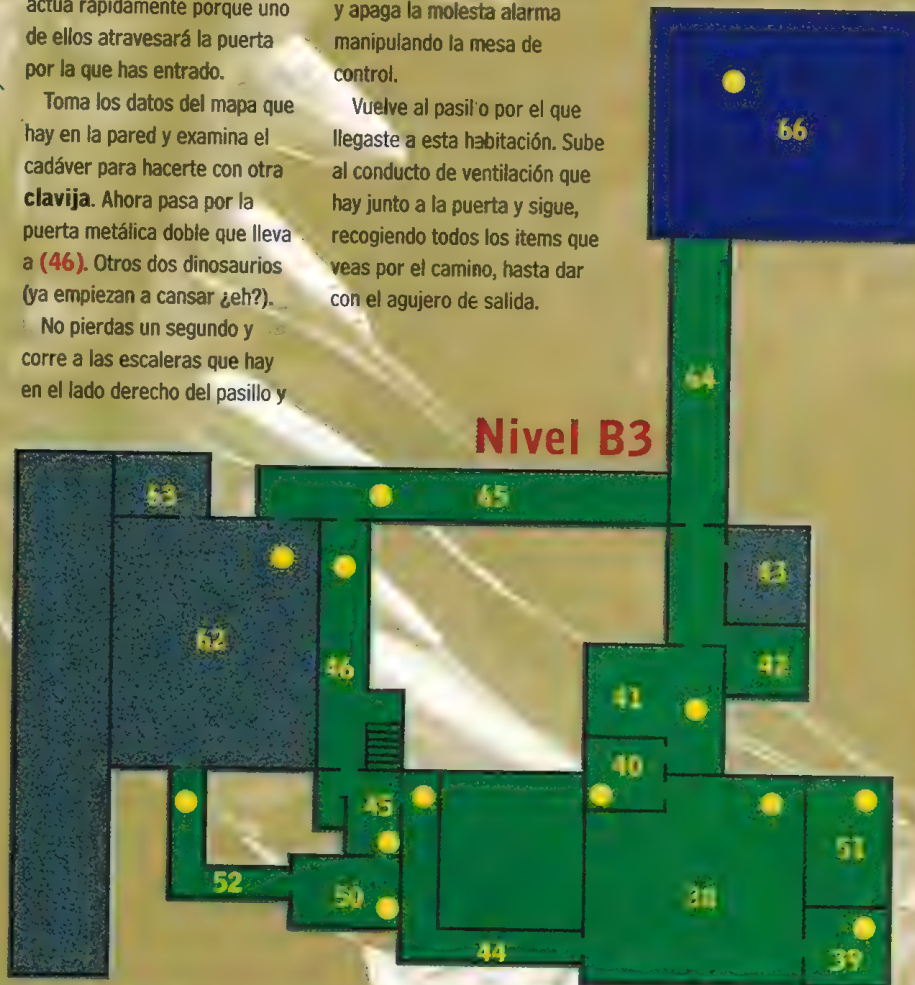 actúa rápidamente porque uno
de ellos atravesará la puerta
por la que has entrado.
Toma los datos del mapa que
hay en la pared y examina el
cadáver para hacerte con otra
clavija. Ahora pasa por la
puerta metálica doble que lleva
a (46). Otros dos dinosaurios
(ya empiezan a cansar ¿eh?).
No pierdas un segundo y
corre a las escaleras que hay
en el lado derecho del pasillo y
y apaga la molesta alarma
manipulando la mesa de
control.
Vuelve al pasillo por el que
llegaste a esta habitación. Sube
al conducto de ventilación que
hay junto a la puerta y sigue,
recogiendo todos los items que
veas por el camino, hasta dar
con el agujero de salida.
Nivel B3
66
64
65
63
62
46
43
42
41
40
45
52
50
44
38
51
39